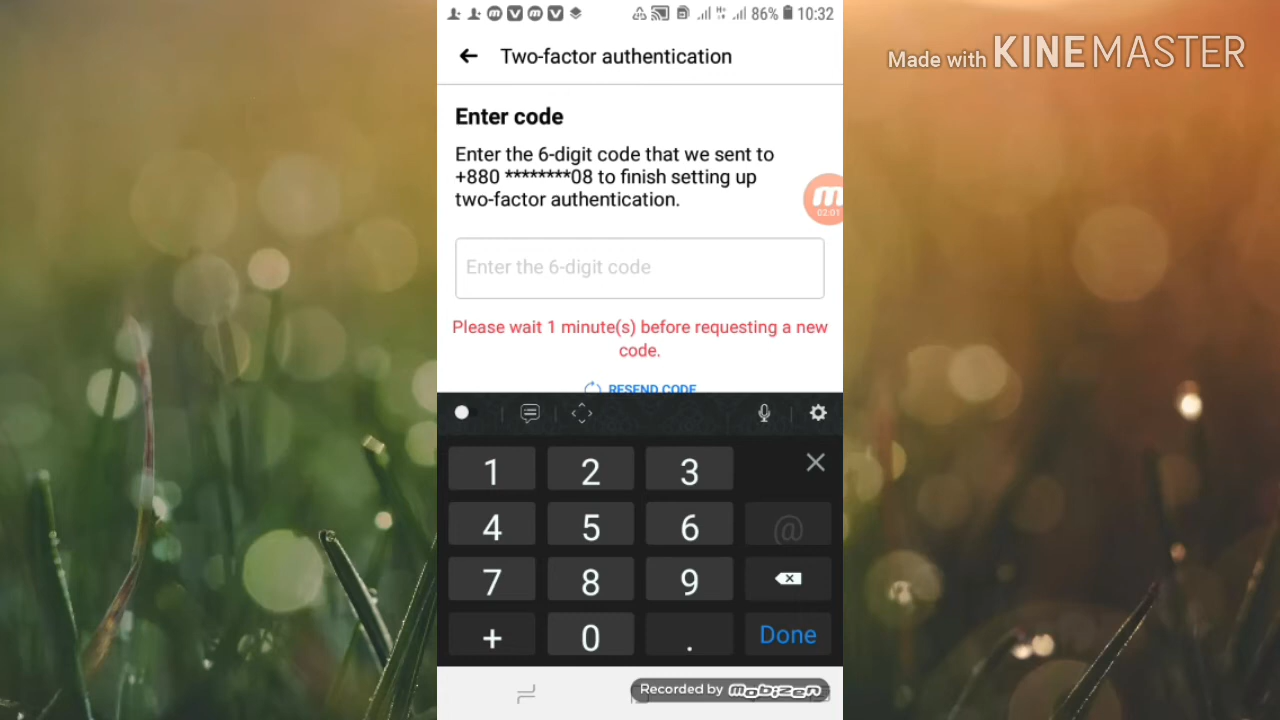 86% 10:32
Two-factor authentication
Made with KINEMASTER
Enter code
Enter the 6-digit code that we sent to
+880 ********08 to finish setting up
two-factor authentication.
02:01
Enter the 6-digit code
Please wait 1 minute(s) before requesting a new
code.
RESEND CODE
1 2 3
4 5 6 @
7 8 9
+ 0 . Done
Recorded by mobizen